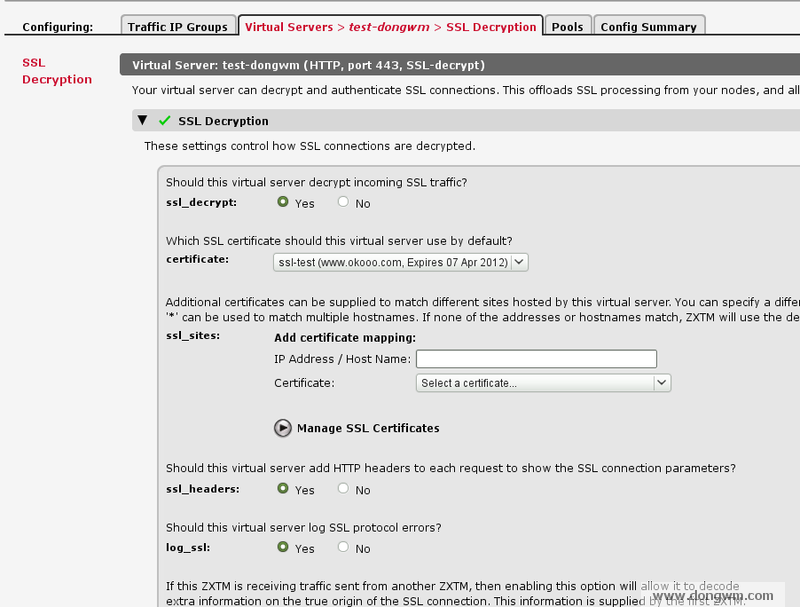 Configuring: Traffic IP Groups Virtual Servers > test-dongwm > SSL Decryption Pools Config Summary
SSL
Decryption
Virtual Server: test-dongwm (HTTP, port 443, SSL-decrypt)
Your virtual server can decrypt and authenticate SSL connections. This offloads SSL processing from your nodes, and all
SSL Decryption
These settings control how SSL connections are decrypted.
Should this virtual server decrypt incoming SSL traffic?
ssl_decrypt: Yes No
Which SSL certificate should this virtual server use by default?
certificate: ssl-test (www.okooo.com, Expires 07 Apr 2012)
Additional certificates can be supplied to match different sites hosted by this virtual server. You can specify a diffe
'*' can be used to match multiple hostnames. If none of the addresses or hostnames match, ZXTM will use the de
ssl_sites: Add certificate mapping:
IP Address / Host Name:
Certificate: Select a certificate...
Manage SSL Certificates
Should this virtual server add HTTP headers to each request to show the SSL connection parameters?
ssl_headers: Yes No
Should this virtual server log SSL protocol errors?
log_ssl: Yes No
If this ZXTM is receiving traffic sent from another ZXTM, then enabling this option will allow it to decode
extra information on the true origin of the SSL connection. This information is supplied by the first ZXTM.
www.dongwm.com